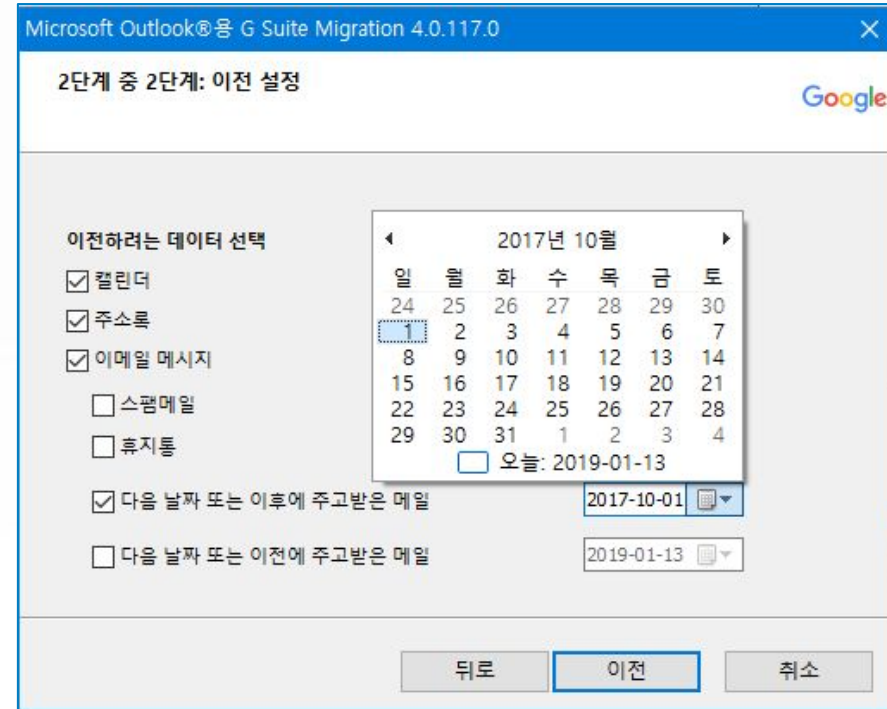 Microsoft Outlook®용 G Suite Migration 4.0.117.0
2단계 중 2단계: 이전 설정
Google
이전하려는 데이터 선택
캘린더
주소록
이메일 메시지
스팸메일
휴지통
2017년 10월
일 월 화 수 목 금 토
24 25 26 27 28 29 30
1 2 3 4 5 6 7
8 9 10 11 12 13 14
15 16 17 18 19 20 21
22 23 24 25 26 27 28
29 30 31 1 2 3 4
오늘: 2019-01-13
다음 날짜 또는 이후에 주고받은 메일 2017-10-01
다음 날짜 또는 이전에 주고받은 메일 2019-01-13
뒤로 이전 취소